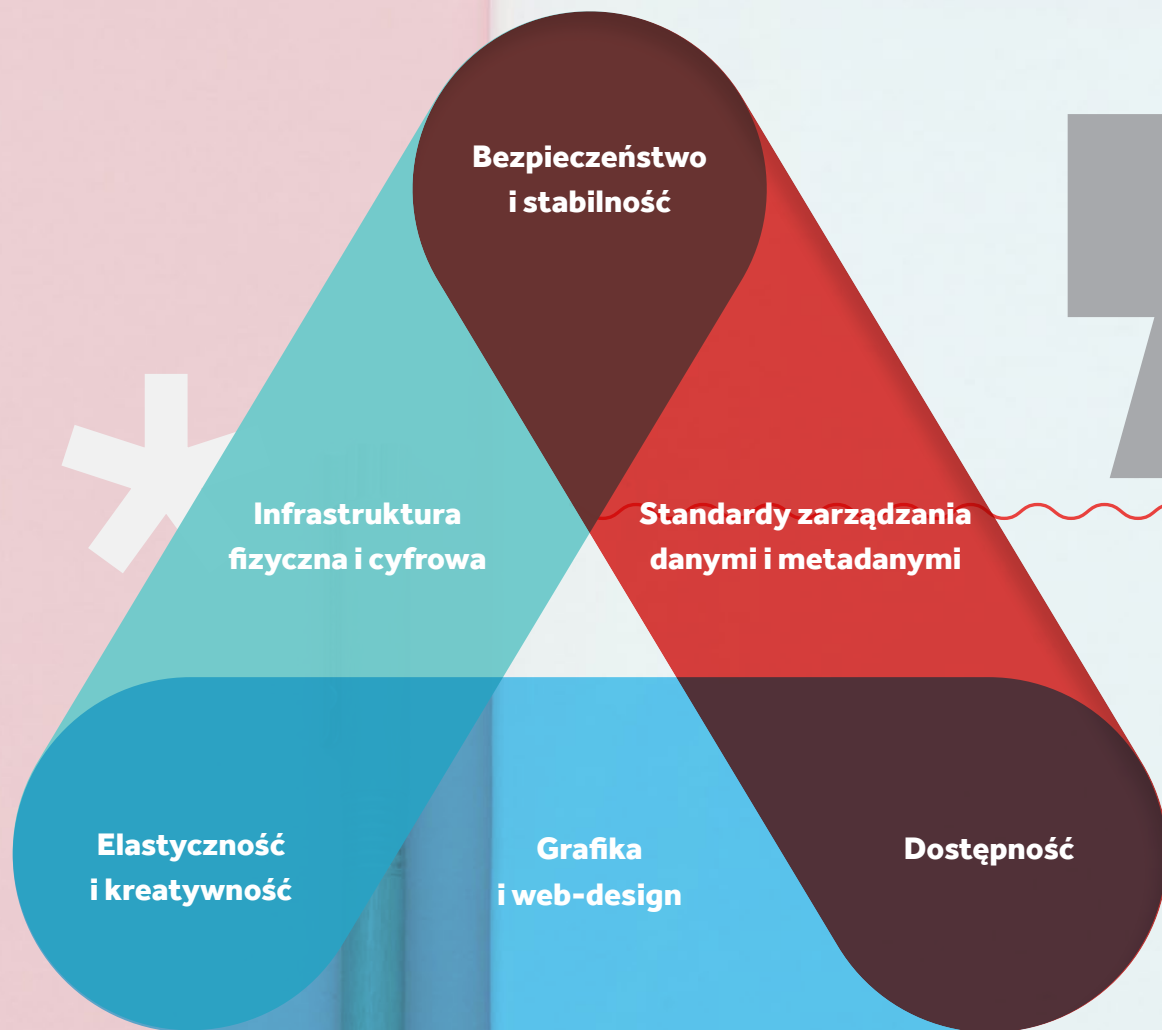 Bezpieczeństwo
i stabilność
Infrastruktura
fizyczna i cyfrowa
Standardy zarządzania
danymi i metadanymi
Elastyczność
i kreatywność
Grafika
i web-design
Dostępność